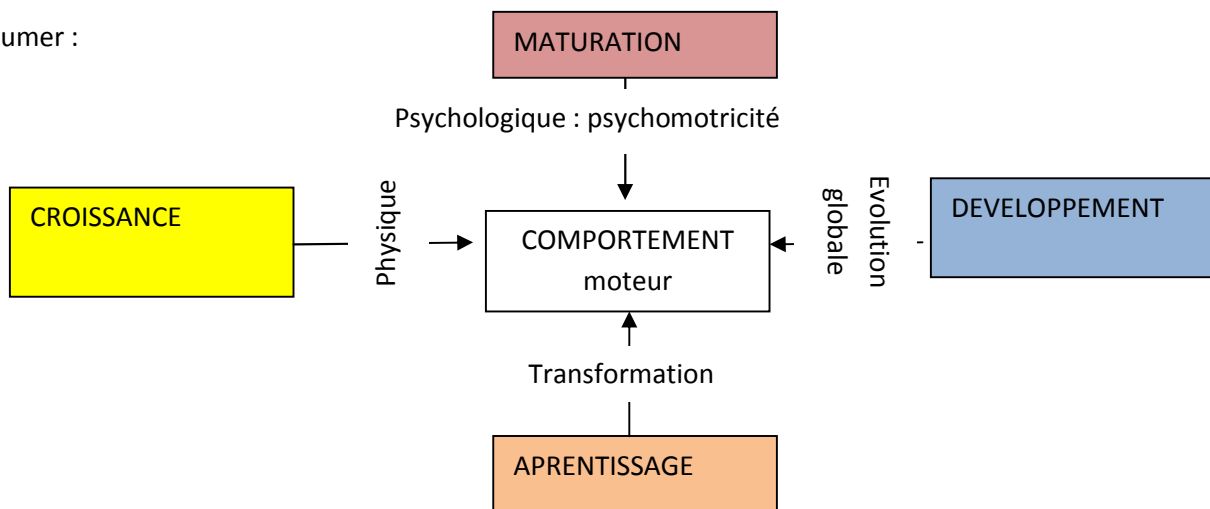 umer :
MATURATION
Psychologique : psychomotricité
CROISSANCE
Physique
COMPORTEMENT
moteur
Evolution
globale
DEVELOPPEMENT
Transformation
APRENTISSAGE